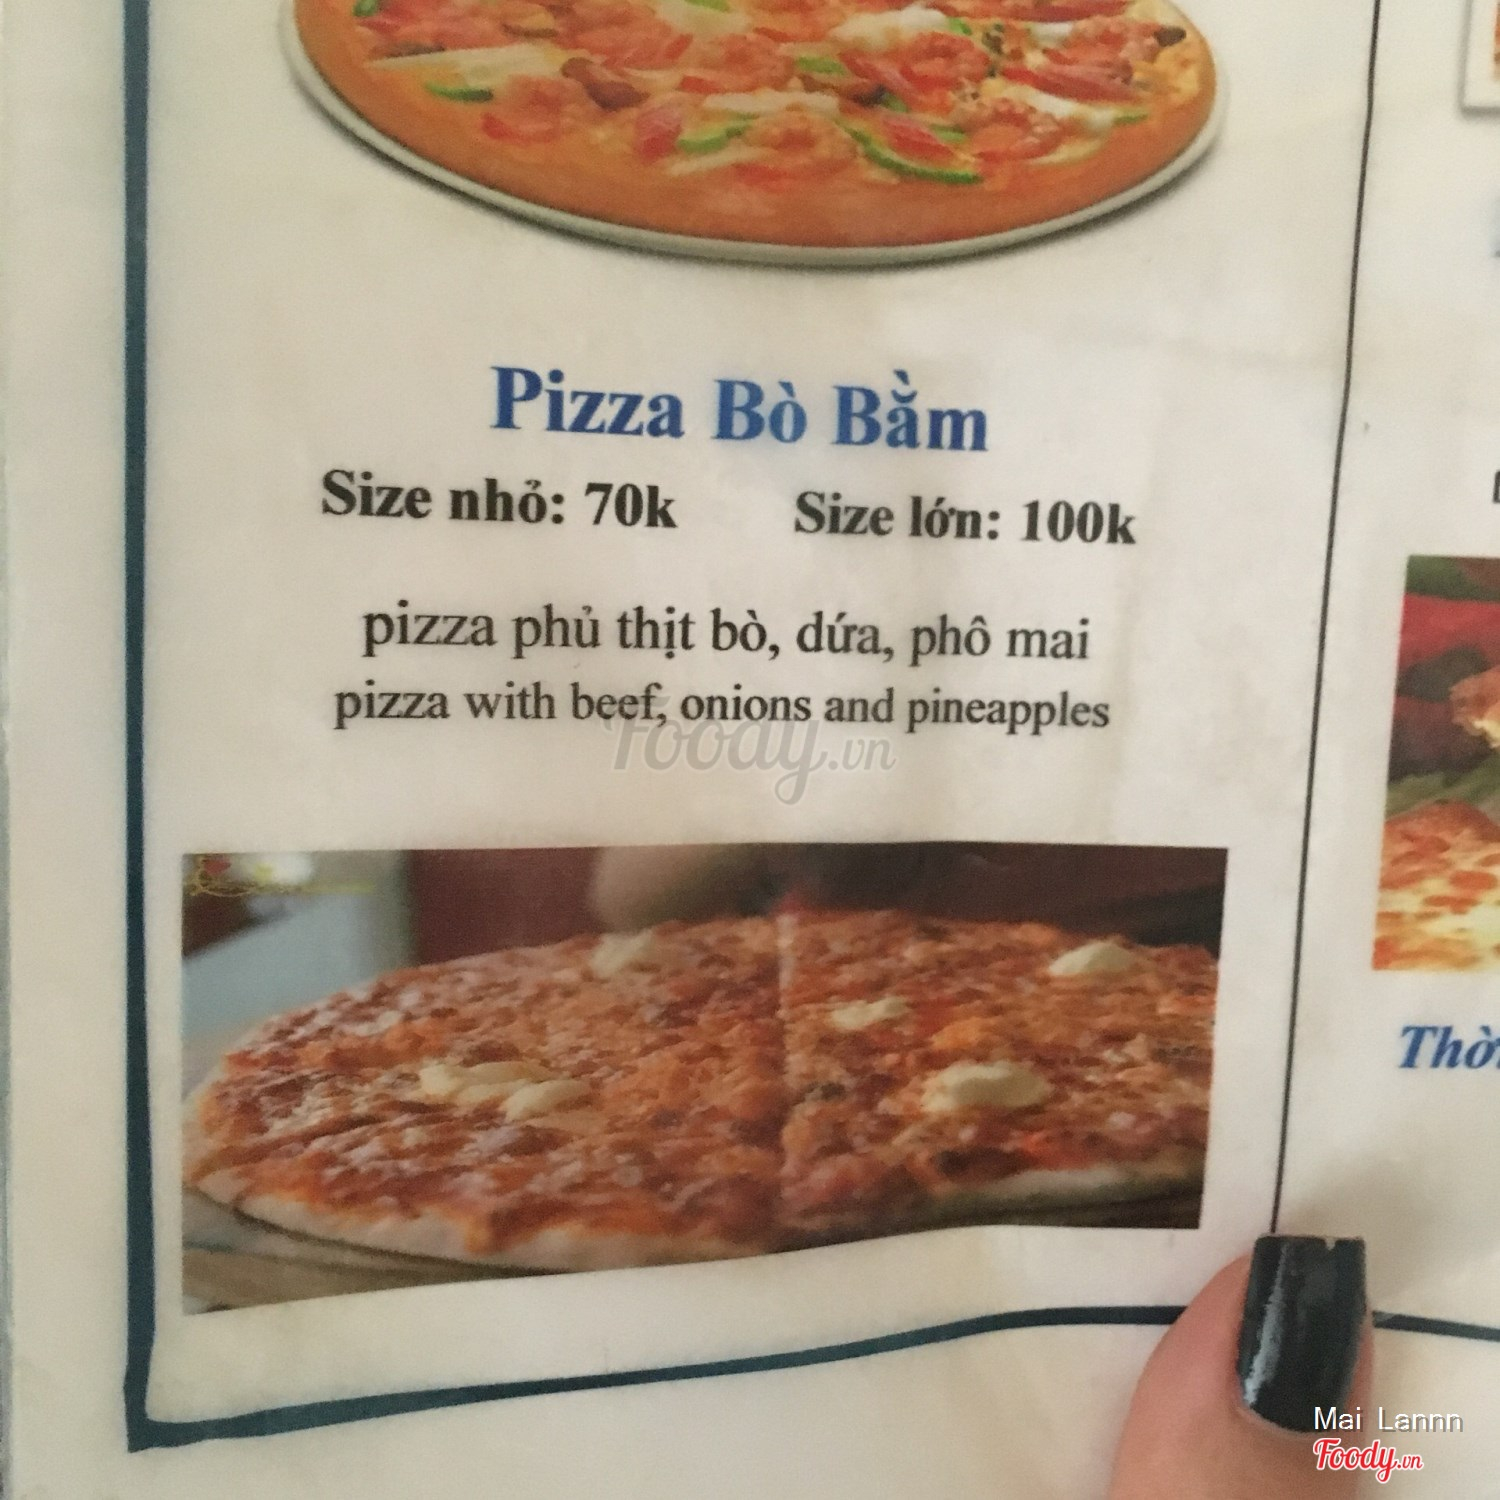 Pizza Bò Bằm
Size nhỏ: 70k Size lớn: 100k
pizza phủ thịt bò, dứa, phô mai
pizza with beef, onions and pineapples
Foody.vn
Mai Lannn
Foody.vn